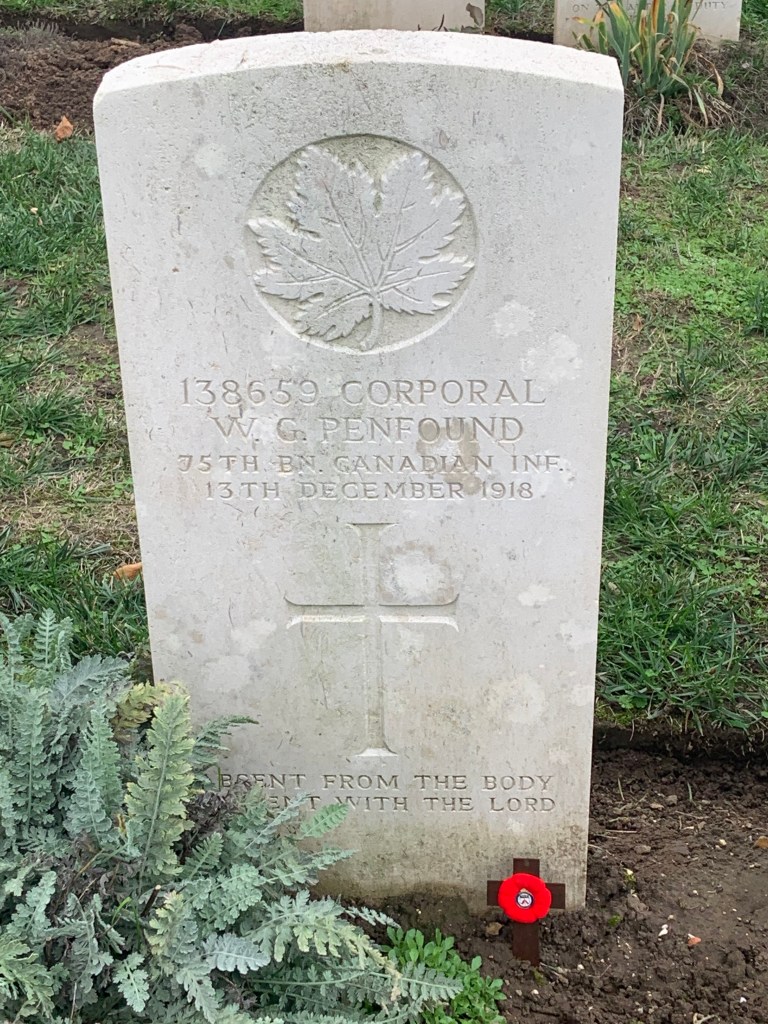 138659 CORPORAL
W. G. PENFOUND
75TH BN. CANADIAN INF.
13TH DECEMBER 1918
FROM THE BODY
WITH THE LORD